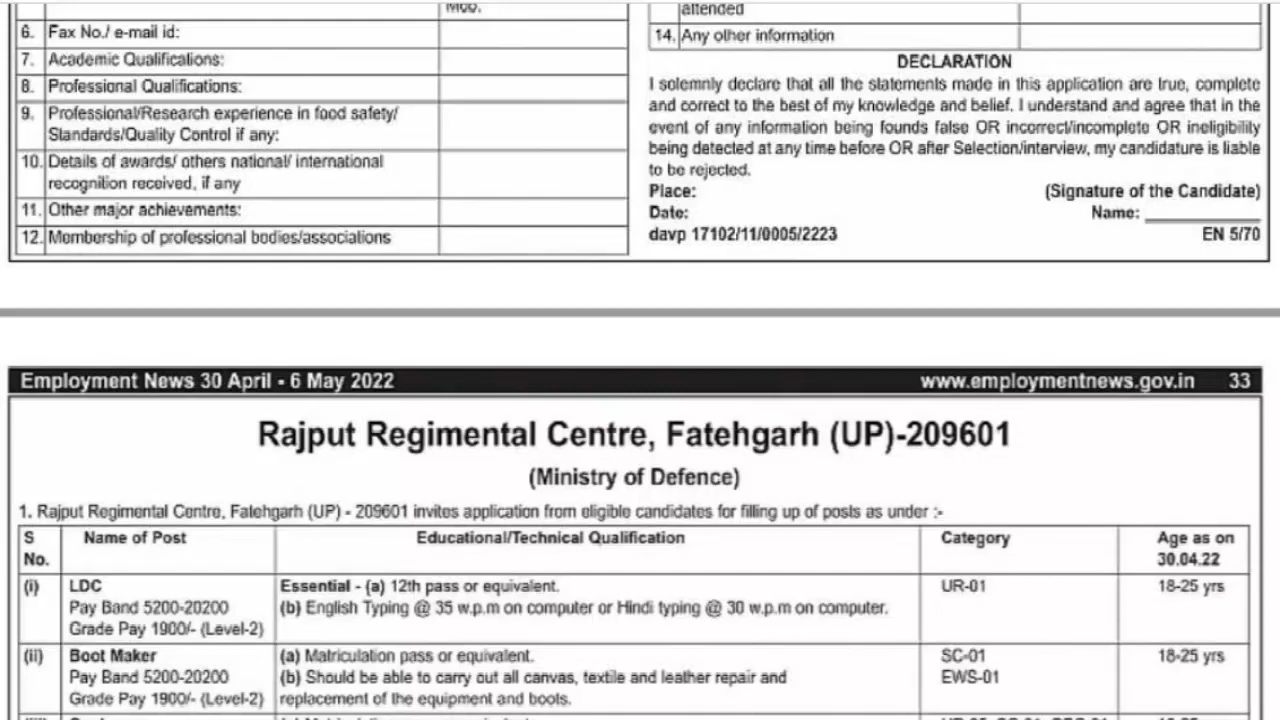 Mob.
6. Fax No./ e-mail id:
7. Academic Qualifications:
8. Professional Qualifications:
9. Professional/Research experience in food safety/
Standards/Quality Control if any:
10. Details of awards/ others national/ international
recognition received, if any
11. Other major achievements:
12. Membership of professional bodies/associations
attended
14. Any other information
DECLARATION
I solemnly declare that all the statements made in this application are true, complete
and correct to the best of my knowledge and belief. I understand and agree that in the
event of any information being founds false OR incorrect/incomplete OR ineligibility
being detected at any time before OR after Selection/interview, my candidature is liable
to be rejected.
Place: (Signature of the Candidate)
Date: Name: ___________
davp 17102/11/0005/2223 EN 5/70
Employment News 30 April - 6 May 2022 www.employmentnews.gov.in 33
Rajput Regimental Centre, Fatehgarh (UP)-209601
(Ministry of Defence)
1. Rajput Regimental Centre, Fatehgarh (UP) - 209601 invites application from eligible candidates for filling up of posts as under :-
S Name of Post Educational/Technical Qualification Category Age as on
No. 30.04.22
(i) LDC Essential - (a) 12th pass or equivalent. UR-01 18-25 yrs
Pay Band 5200-20200 (b) English Typing @ 35 w.p.m on computer or Hindi typing @ 30 w.p.m on computer.
Grade Pay 1900/- (Level-2)
(ii) Boot Maker (a) Matriculation pass or equivalent. SC-01 18-25 yrs
Pay Band 5200-20200 (b) Should be able to carry out all canvas, textile and leather repair and EWS-01
Grade Pay 1900/- (Level-2) replacement of the equipment and boots.